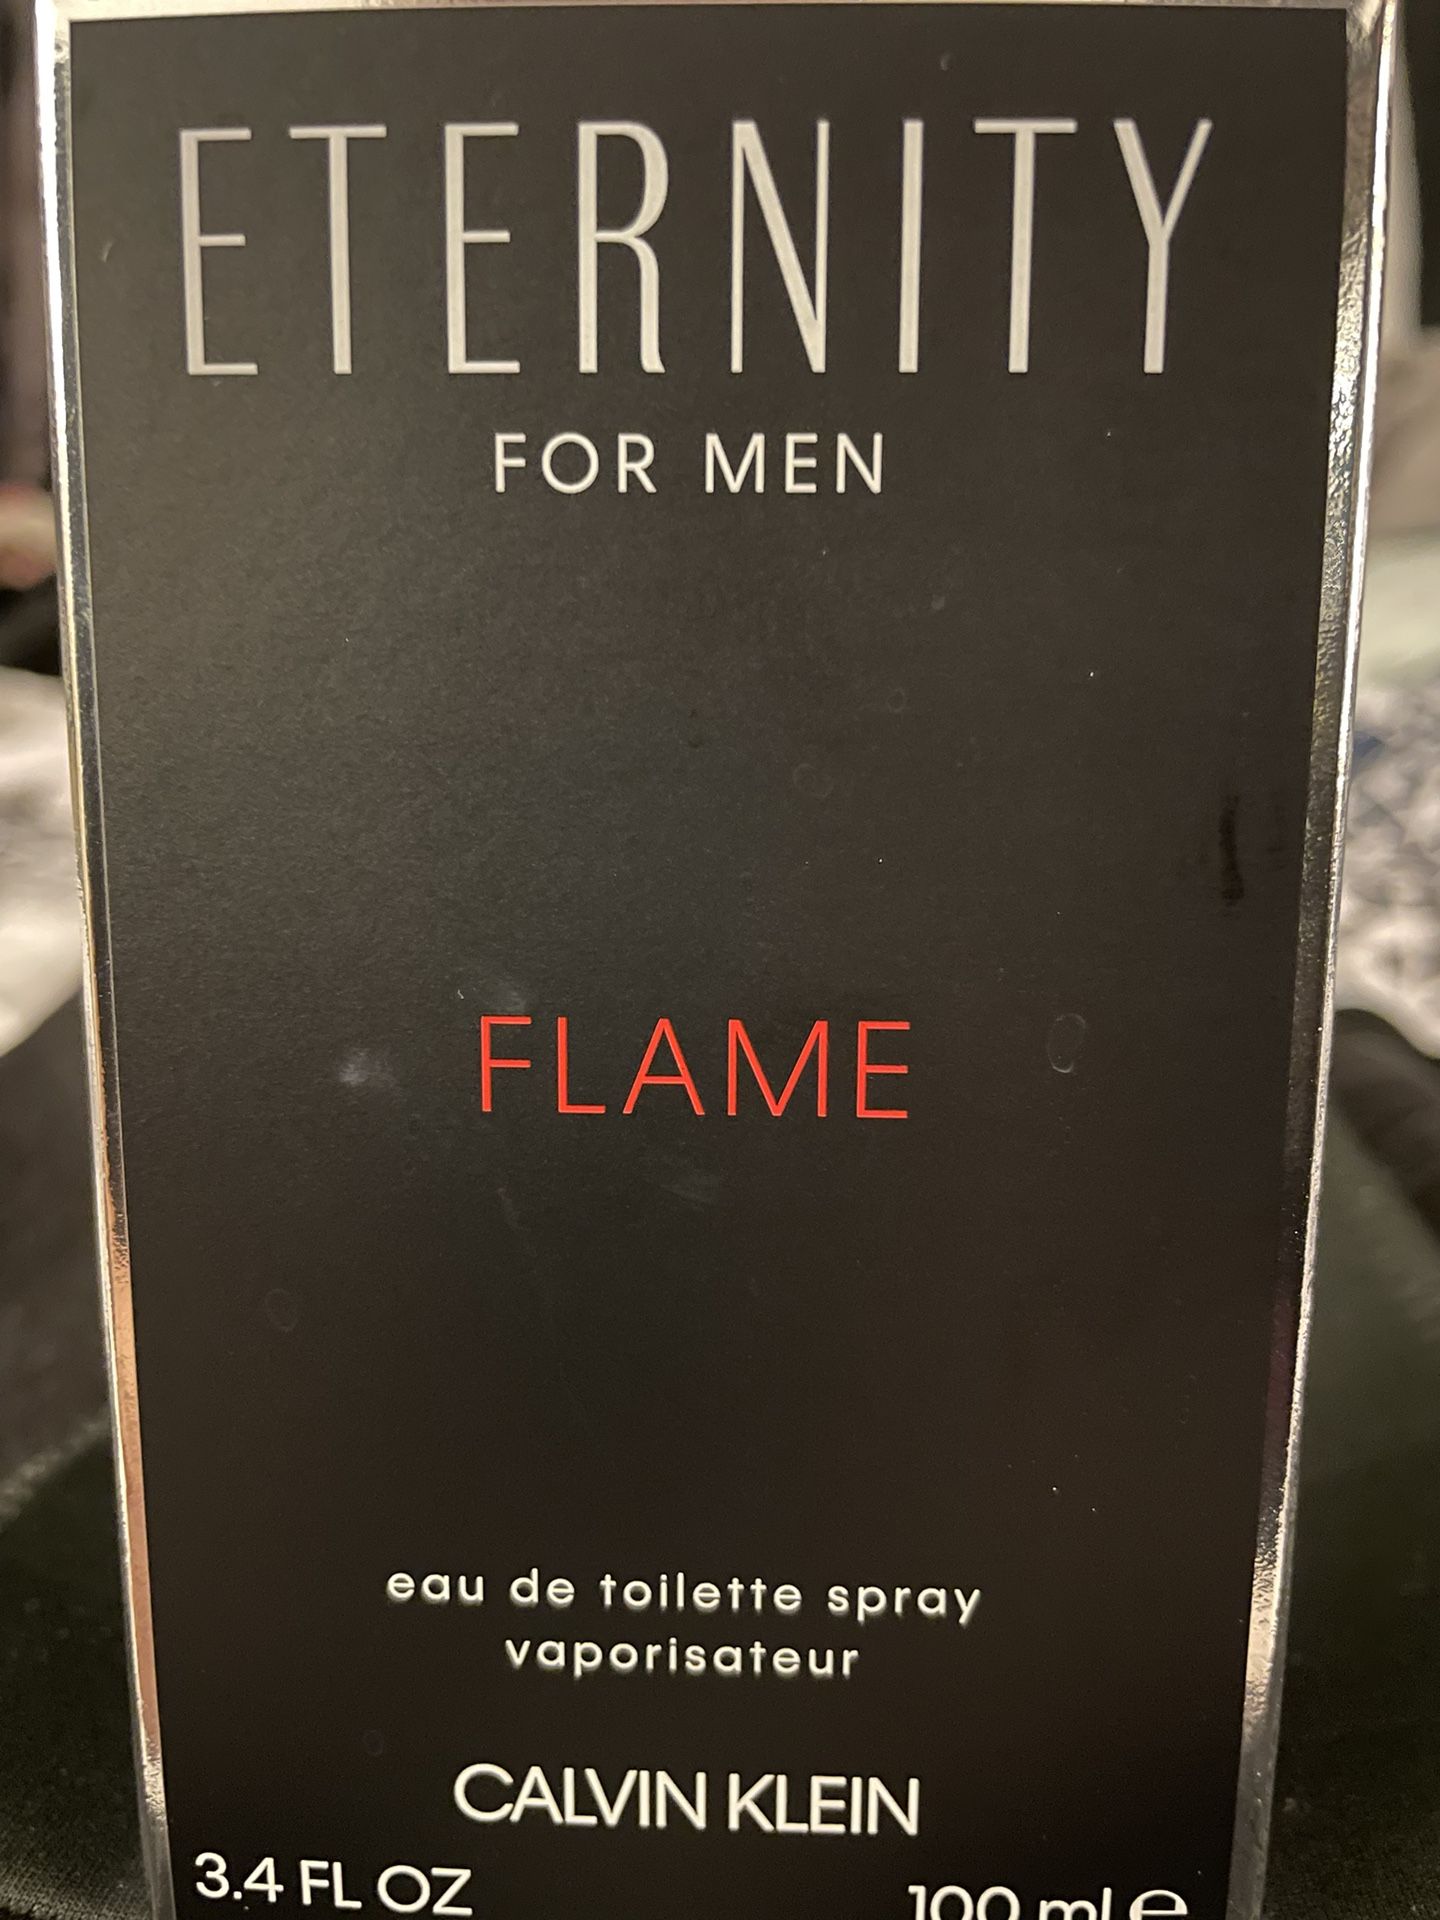 ETERNITY
FOR MEN
FLAME
eau de toilette spray
vaporisateur
CALVIN KLEIN
3.4 FL OZ 100 ml ℮